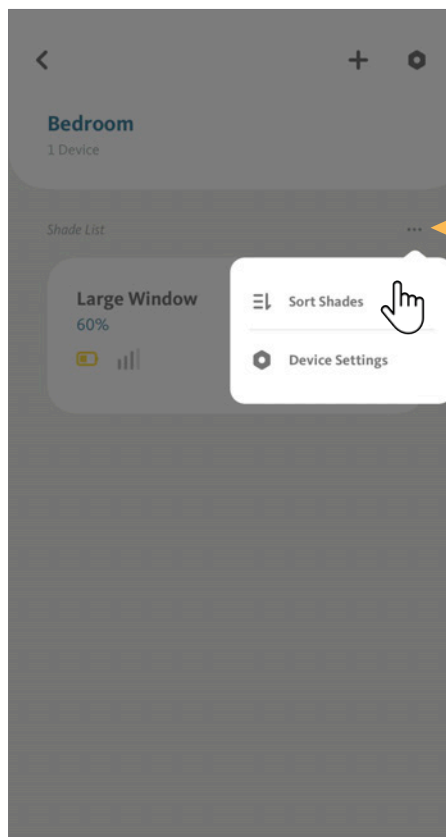 Bedroom
1 Device
Shade List
Large Window
60%
Sort Shades
Device Settings